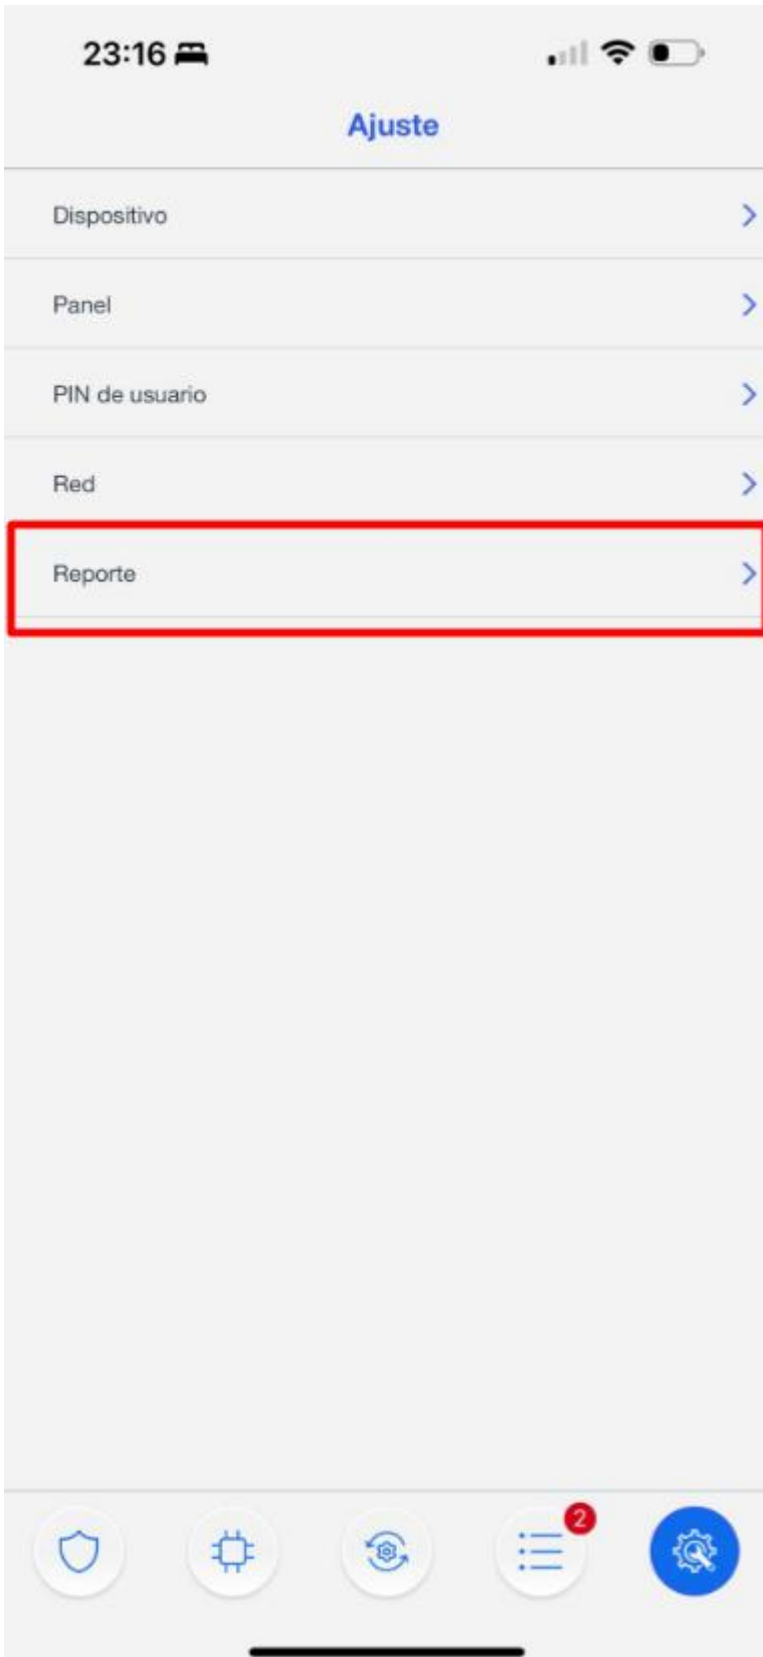 23:16
Ajuste
Dispositivo
Panel
PIN de usuario
Red
Reporte
2